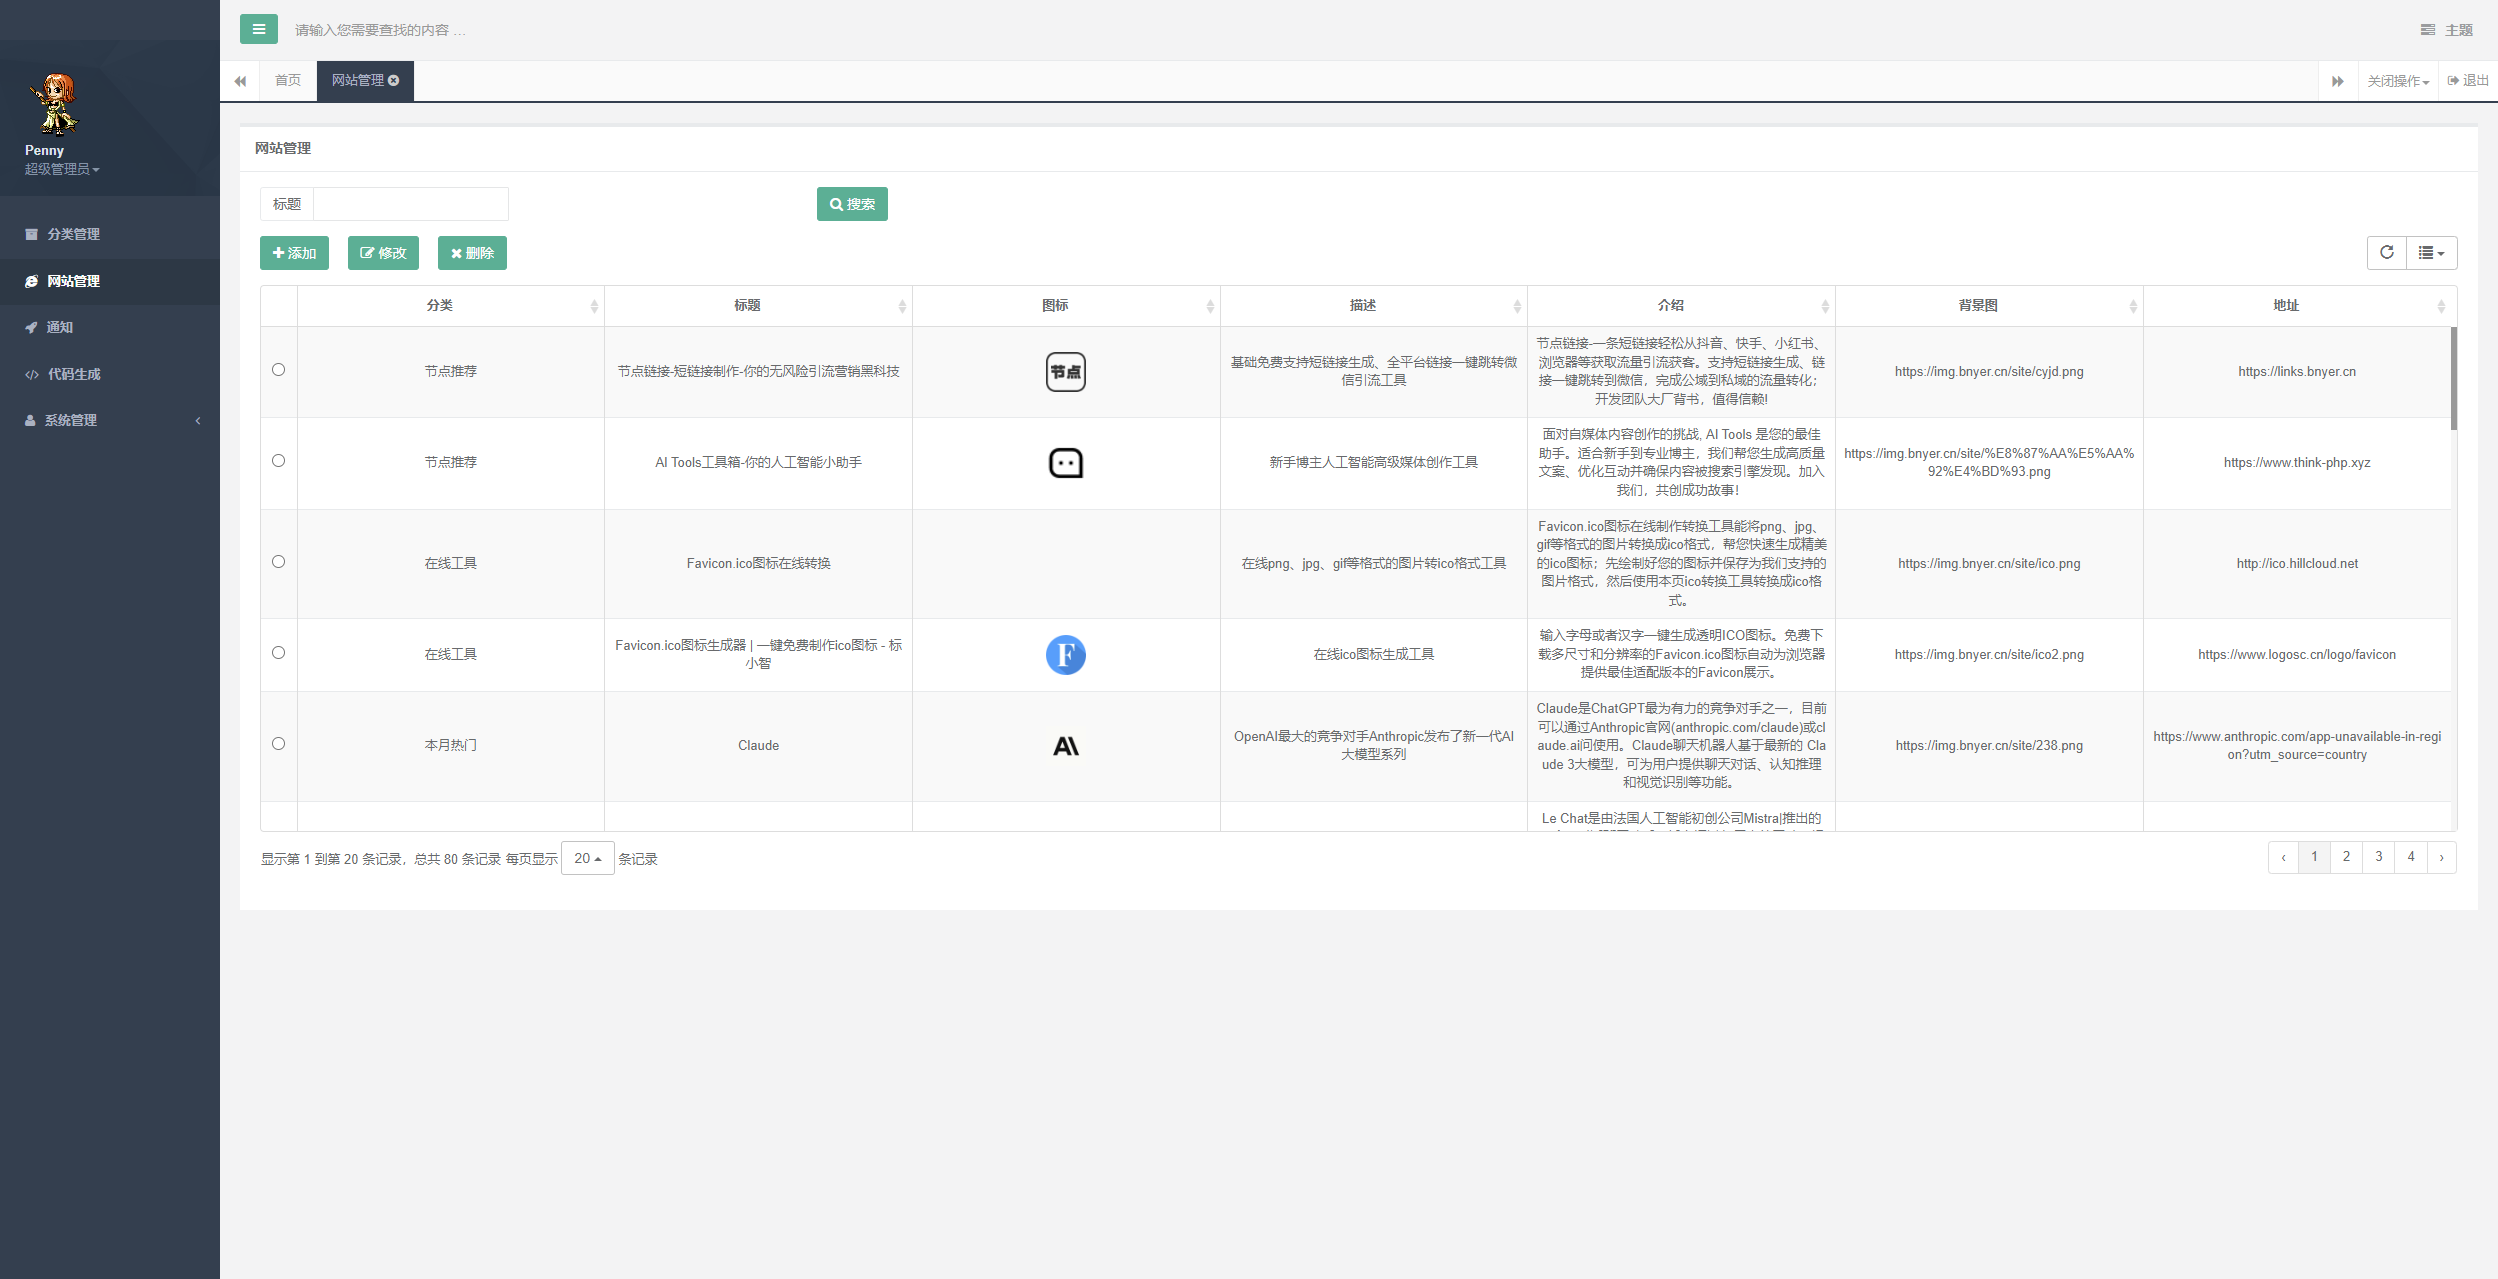 请输入您需要查找的内容 …
主题
首页
网站管理
关闭操作
退出
Penny
超级管理员
分类管理
网站管理
通知
代码生成
系统管理
网站管理
标题
搜索
添加
修改
删除
分类
标题
图标
描述
介绍
背景图
地址
节点推荐
节点链接-短链接制作-你的无风险引流营销黑科技
节点
基础免费支持短链接生成、全平台链接一键跳转微
信引流工具
节点链接-一条短链接轻松从抖音、快手、小红书、
浏览器等获取流量引流获客。支持短链接生成、链
接一键跳转到微信，完成公域到私域的流量转化；
开发团队大厂背书，值得信赖!
https://img.bnyer.cn/site/cyjd.png
https://links.bnyer.cn
节点推荐
AI Tools工具箱-你的人工智能小助手
新手博主人工智能高级媒体创作工具
面对自媒体内容创作的挑战, AI Tools 是您的最佳
助手。适合新手到专业博主，我们帮您生成高质量
文案、优化互动并确保内容被搜索引擎发现。加入
我们，共创成功故事！
https://img.bnyer.cn/site/%E8%87%AA%E5%AA%
92%E4%BD%93.png
https://www.think-php.xyz
在线工具
Favicon.ico图标在线转换
在线png、jpg、gif等格式的图片转ico格式工具
Favicon.ico图标在线制作转换工具能将png、jpg、
gif等格式的图片转换成ico格式，帮您快速生成精美
的ico图标；先绘制好您的图标并保存为我们支持的
图片格式，然后使用本页ico转换工具转换成ico格
式。
https://img.bnyer.cn/site/ico.png
http://ico.hillcloud.net
在线工具
Favicon.ico图标生成器 | 一键免费制作ico图标 - 标
小智
F
在线ico图标生成工具
输入字母或者汉字一键生成透明ICO图标。免费下
载多尺寸和分辨率的Favicon.ico图标自动为浏览器
提供最佳适配版本的Favicon展示。
https://img.bnyer.cn/site/ico2.png
https://www.logosc.cn/logo/favicon
本月热门
Claude
AI
OpenAI最大的竞争对手Anthropic发布了新一代AI
大模型系列
Claude是ChatGPT最为有力的竞争对手之一，目前
可以通过Anthropic官网(anthropic.com/claude)或cl
aude.ai问使用。Claude聊天机器人基于最新的 Cla
ude 3大模型，可为用户提供聊天对话、认知推理
和视觉识别等功能。
https://img.bnyer.cn/site/238.png
https://www.anthropic.com/app-unavailable-in-regi
on?utm_source=country
Le Chat是由法国人工智能初创公司Mistral推出的
显示第 1 到第 20 条记录，总共 80 条记录 每页显示 20 条记录
‹ 1 2 3 4 ›